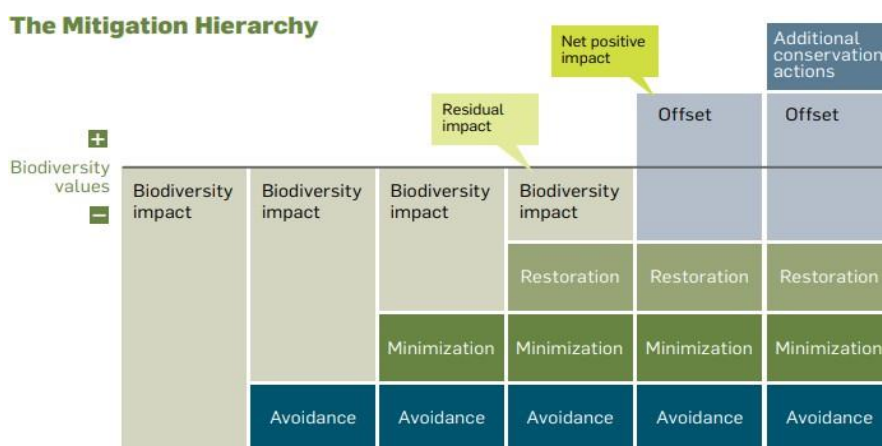 The Mitigation Hierarchy
Net positive
impact
Additional
conservation
actions
Residual
impact
Offset
Offset
+
Biodiversity
values
−
Biodiversity
impact
Biodiversity
impact
Biodiversity
impact
Biodiversity
impact
Restoration
Restoration
Restoration
Minimization
Minimization
Minimization
Minimization
Avoidance
Avoidance
Avoidance
Avoidance
Avoidance